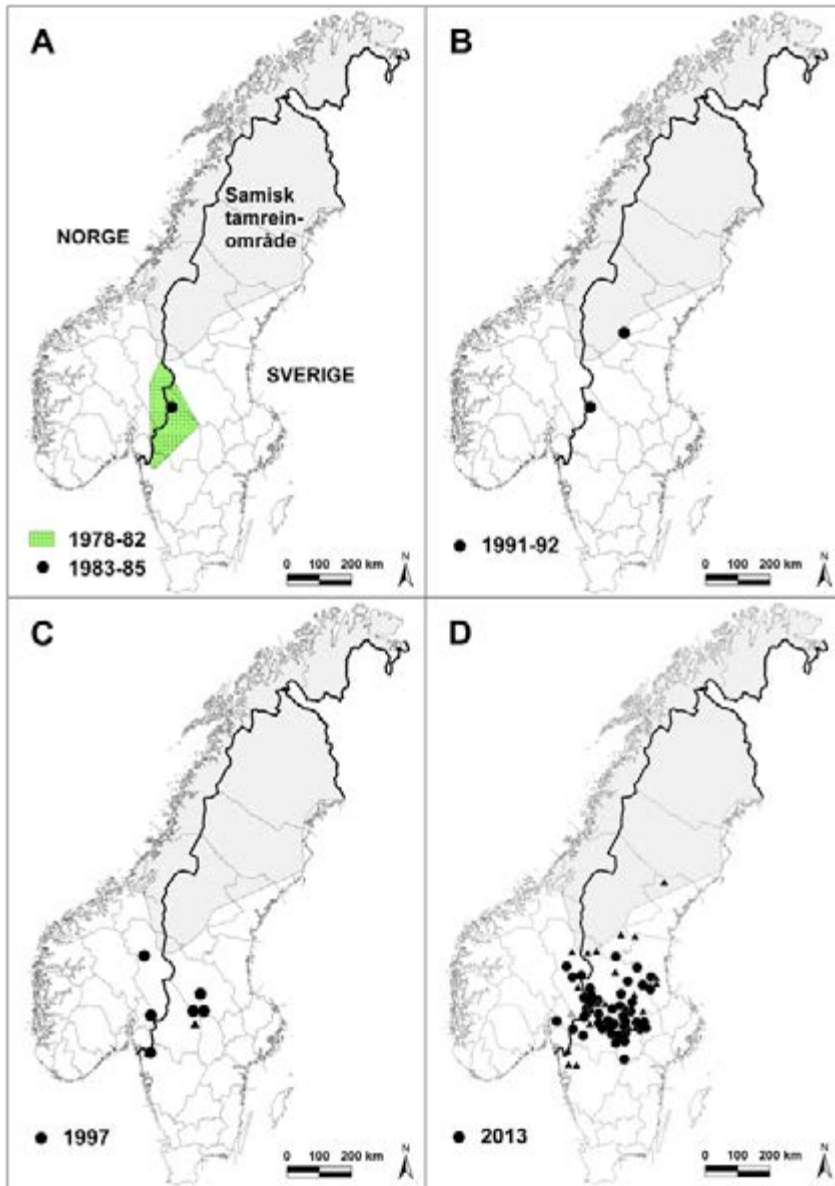 A
Samisk
tamrein-
område
NORGE
SVERIGE
1978-82
1983-85
0 100 200 km
N
B
1991-92
0 100 200 km
N
C
1997
0 100 200 km
N
D
2013
0 100 200 km
N